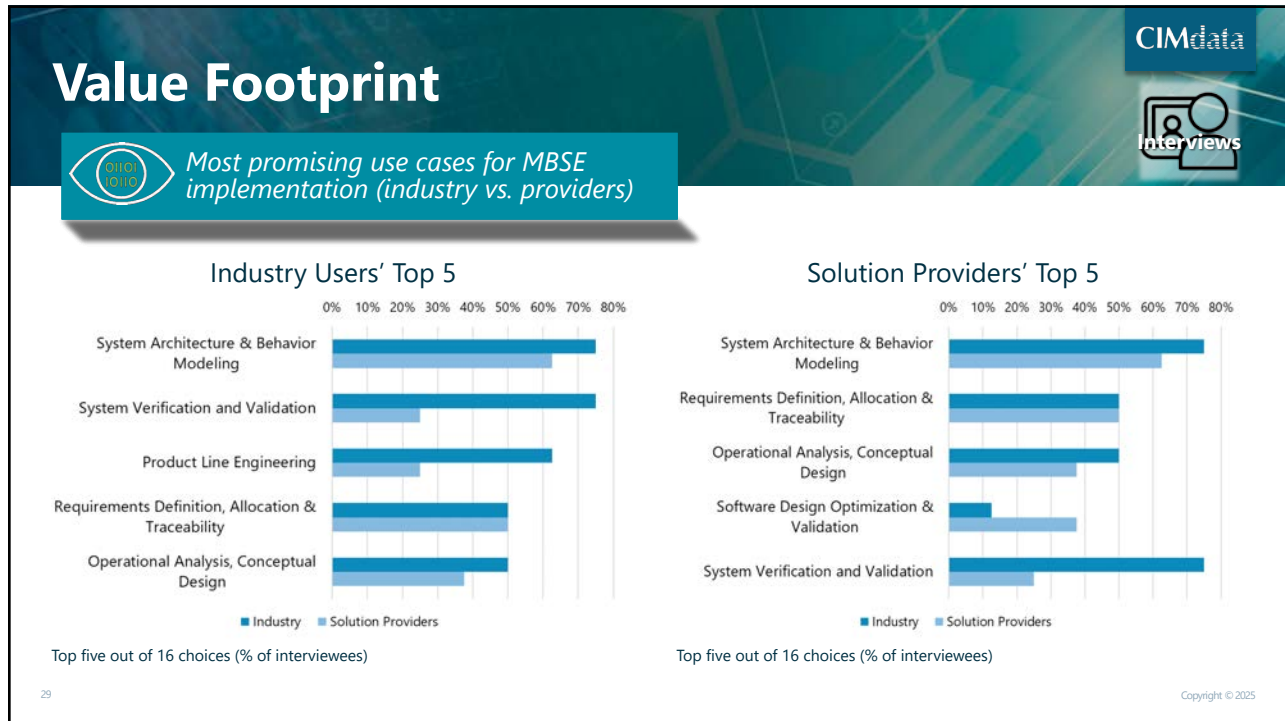 CIMdata
Value Footprint
Interviews
01101
10110
Most promising use cases for MBSE
implementation (industry vs. providers)
Industry Users’ Top 5
0% 10% 20% 30% 40% 50% 60% 70% 80%
System Architecture & Behavior
Modeling
System Verification and Validation
Product Line Engineering
Requirements Definition, Allocation &
Traceability
Operational Analysis, Conceptual
Design
Industry Solution Providers
Top five out of 16 choices (% of interviewees)
Solution Providers’ Top 5
0% 10% 20% 30% 40% 50% 60% 70% 80%
System Architecture & Behavior
Modeling
Requirements Definition, Allocation &
Traceability
Operational Analysis, Conceptual
Design
Software Design Optimization &
Validation
System Verification and Validation
Industry Solution Providers
Top five out of 16 choices (% of interviewees)
29
Copyright © 2025